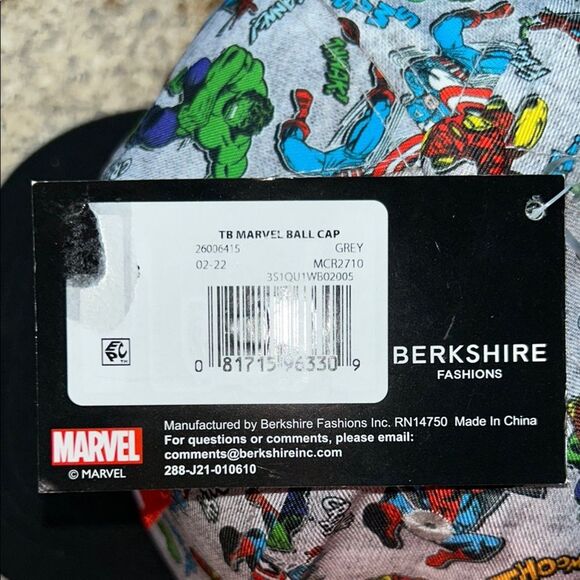 TB MARVEL BALL CAP
26006415 GREY
02-22 MCR2710
3S1QU1WB02005
0 81715 96330 9
BERKSHIRE
FASHIONS
MARVEL
© MARVEL
Manufactured by Berkshire Fashions Inc. RN14750 Made In China
For questions or comments, please email:
comments@berkshireinc.com
288-J21-010610